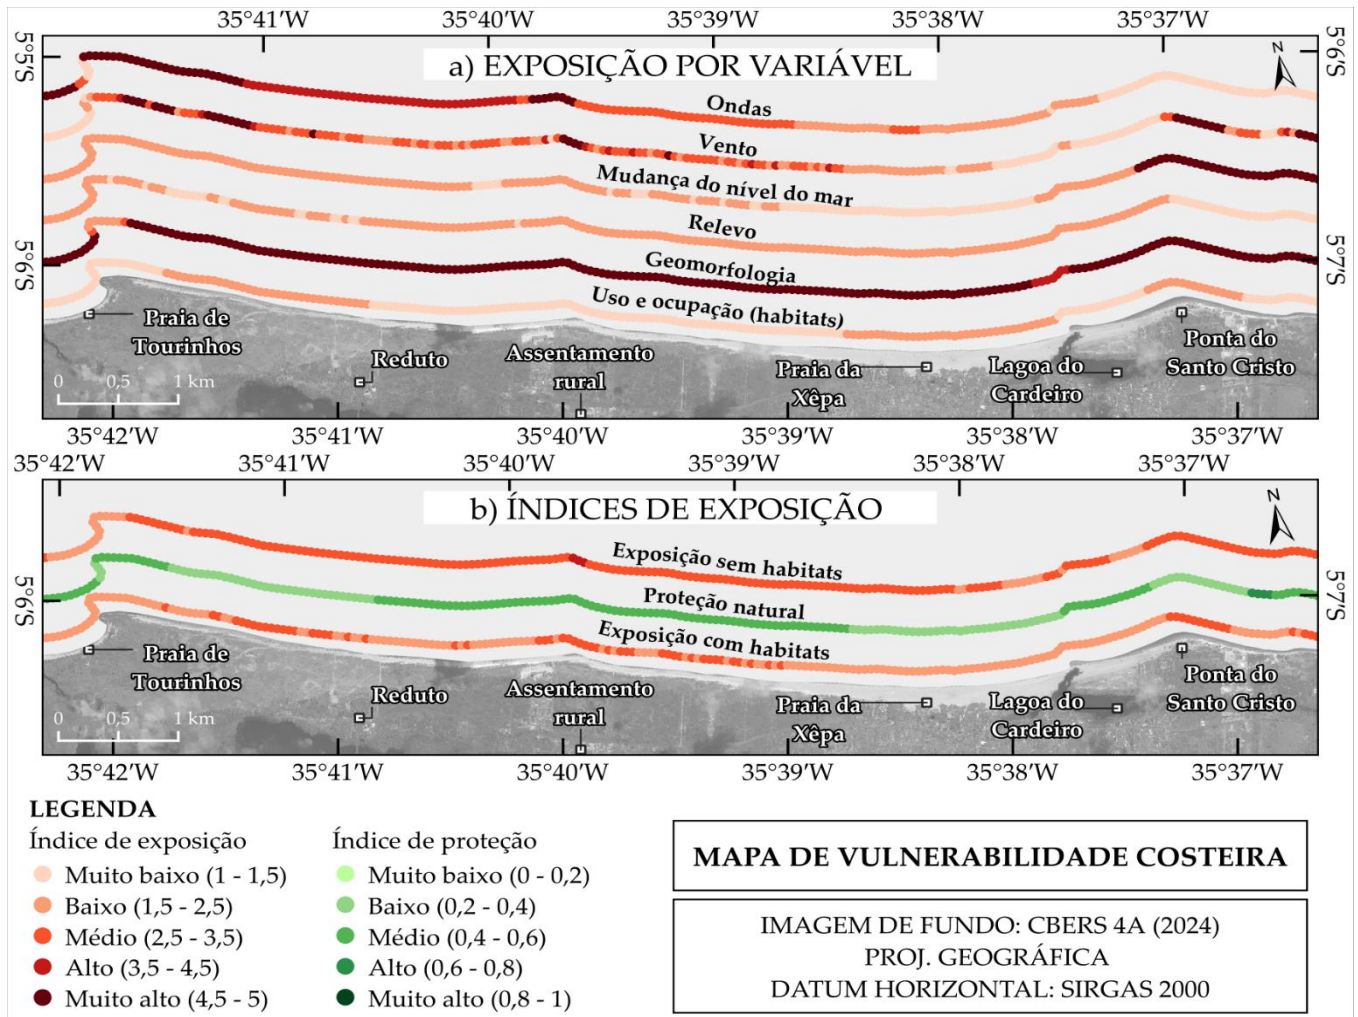 35°41'W 35°40'W 35°39'W 35°38'W 35°37'W
5°5'S
5°6'S
N
a) EXPOSIÇÃO POR VARIÁVEL
Ondas
Vento
Mudança do nível do mar
Relevo
Geomorfologia
Uso e ocupação (habitats)
5°6'S
5°7'S
Praia de
Tourinhos
Reduto
Assentamento
rural
Praia da
Xêpa
Lagoa do
Cardeiro
Ponta do
Santo Cristo
0 0,5 1 km
35°42'W 35°41'W 35°40'W 35°39'W 35°38'W 35°37'W
35°42'W 35°41'W 35°40'W 35°39'W 35°38'W 35°37'W
N
b) ÍNDICES DE EXPOSIÇÃO
Exposição sem habitats
Proteção natural
Exposição com habitats
5°6'S
5°7'S
Praia de
Tourinhos
Reduto
Assentamento
rural
Praia da
Xêpa
Lagoa do
Cardeiro
Ponta do
Santo Cristo
0 0,5 1 km
35°42'W 35°41'W 35°40'W 35°39'W 35°38'W 35°37'W
LEGENDA
Índice de exposição
Muito baixo (1 - 1,5)
Baixo (1,5 - 2,5)
Médio (2,5 - 3,5)
Alto (3,5 - 4,5)
Muito alto (4,5 - 5)
Índice de proteção
Muito baixo (0 - 0,2)
Baixo (0,2 - 0,4)
Médio (0,4 - 0,6)
Alto (0,6 - 0,8)
Muito alto (0,8 - 1)
MAPA DE VULNERABILIDADE COSTEIRA
IMAGEM DE FUNDO: CBERS 4A (2024)
PROJ. GEOGRÁFICA
DATUM HORIZONTAL: SIRGAS 2000